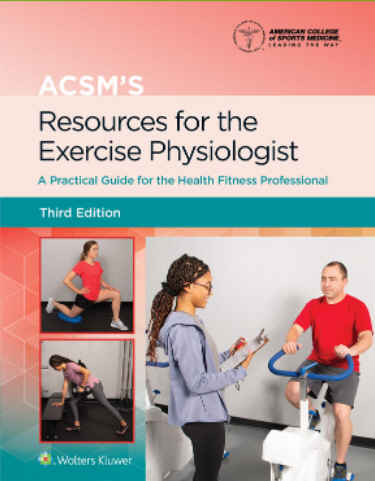 AMERICAN COLLEGE
of SPORTS MEDICINE
LEADING THE WAY
ACSM'S
Resources for the
Exercise Physiologist
A Practical Guide for the Health Fitness Professional
Third Edition
Wolters Kluwer